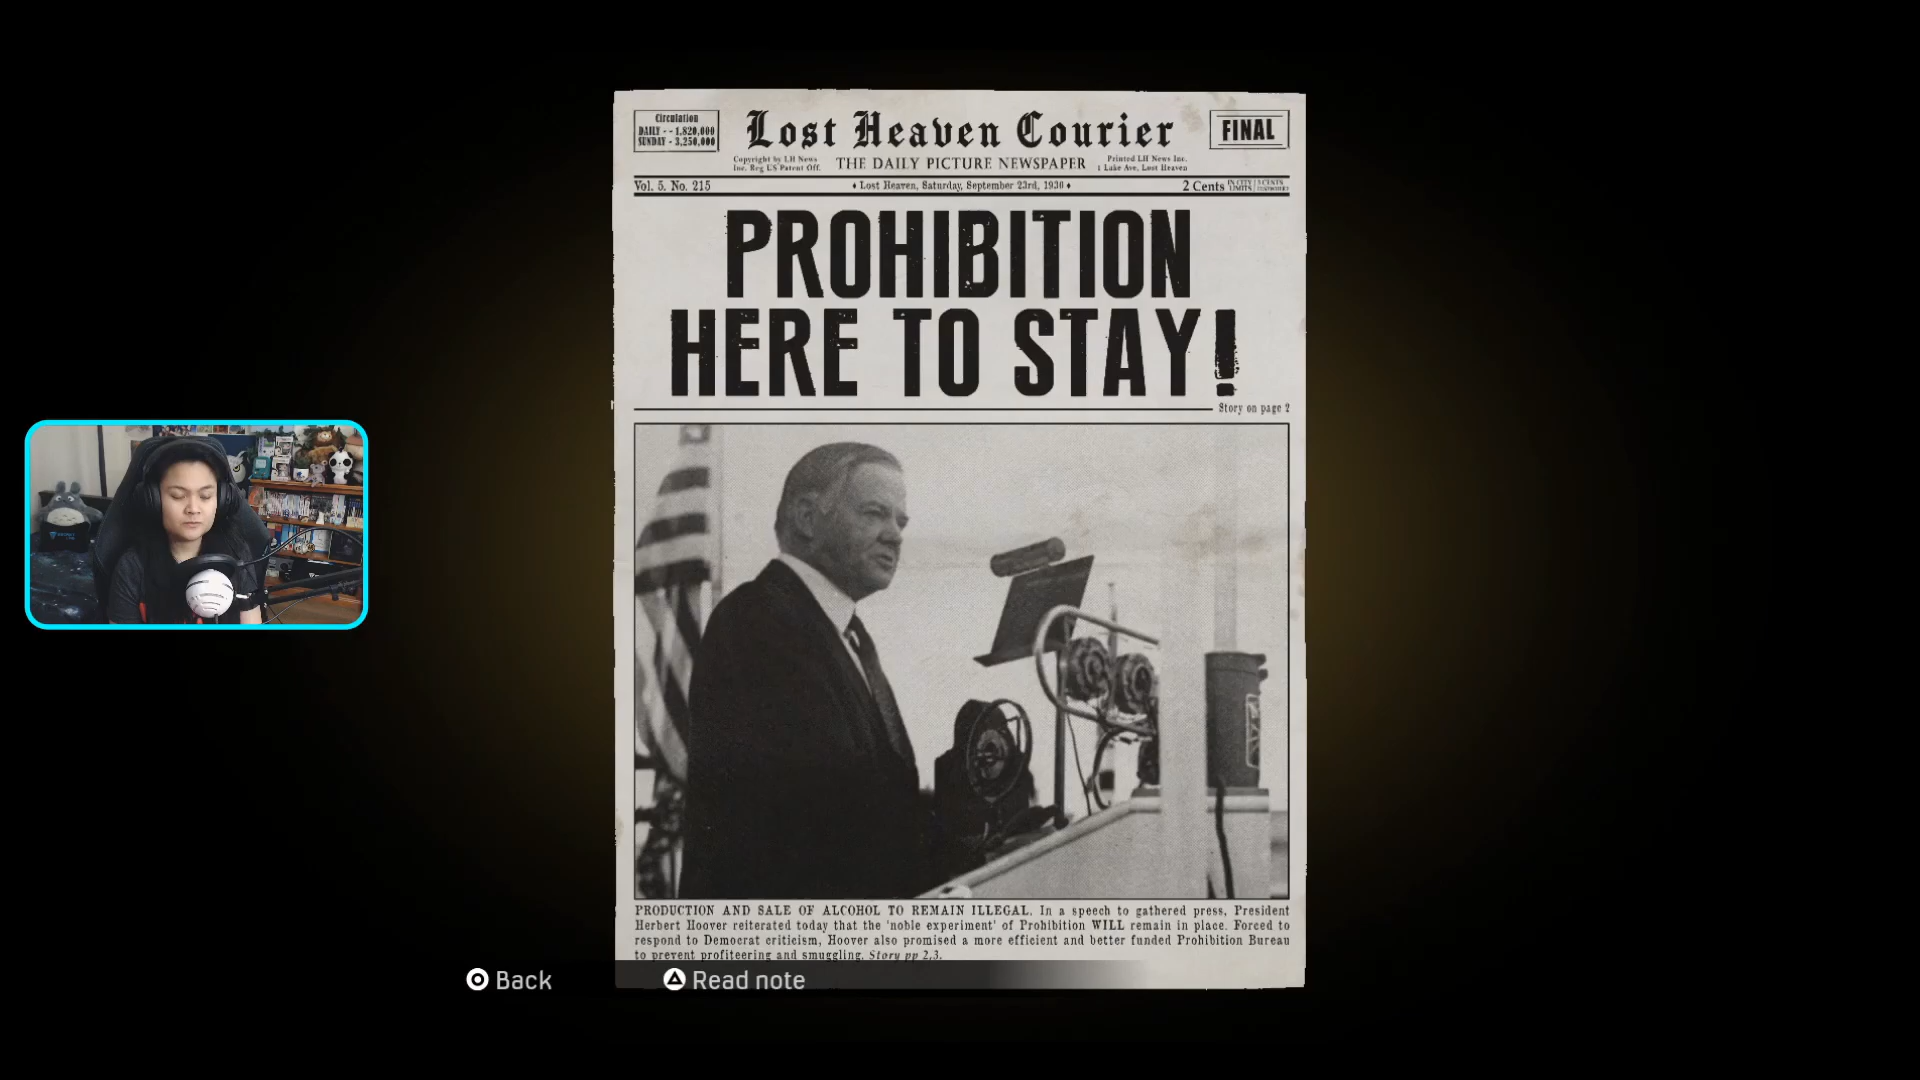 Circulation
DAILY - - 1,820,000
SUNDAY - 3,250,000
Lost Heaven Courier
FINAL
Copyright by LH News
Inc. Reg US Patent Off.
THE DAILY PICTURE NEWSPAPER
Printed LH News Inc.
1 Lake Ave, Lost Heaven
Vol. 5. No. 215
♦ Lost Heaven, Saturday, September 23rd, 1930 ♦
2 Cents
IN CITY
LIMITS
3 CENTS
PROHIBITION
HERE TO STAY!
Story on page 2
PRODUCTION AND SALE OF ALCOHOL TO REMAIN ILLEGAL. In a speech to gathered press, President
Herbert Hoover reiterated today that the 'noble experiment' of Prohibition WILL remain in place. Forced to
respond to Democrat criticism, Hoover also promised a more efficient and better funded Prohibition Bureau
to prevent profiteering and smuggling. Story pp 2,3.
Back
Read note